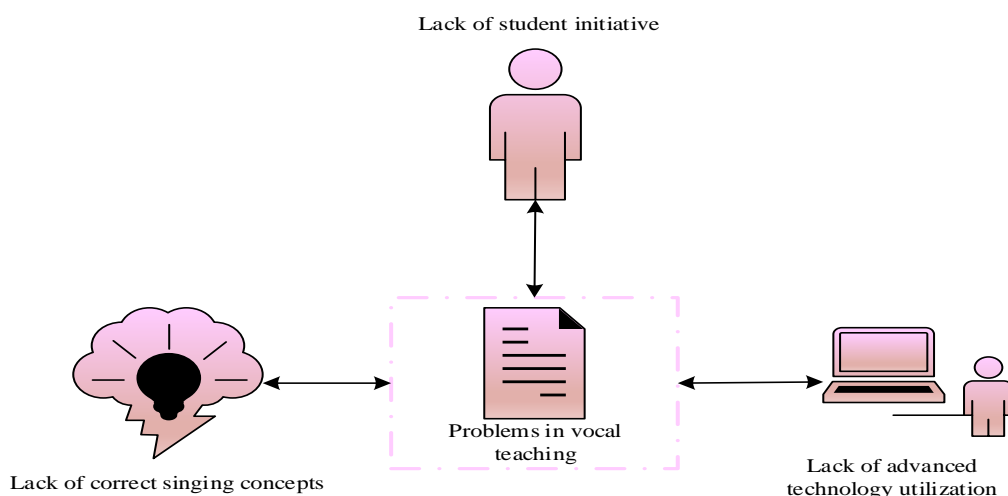 Lack of student initiative
Problems in vocal
teaching
Lack of correct singing concepts
Lack of advanced
technology utilization